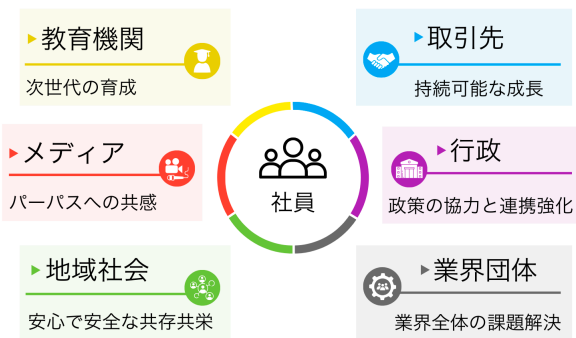 教育機関
次世代の育成
取引先
持続可能な成長
メディア
パーパスへの共感
社員
行政
政策の協力と連携強化
地域社会
安心で安全な共存共栄
業界団体
業界全体の課題解決